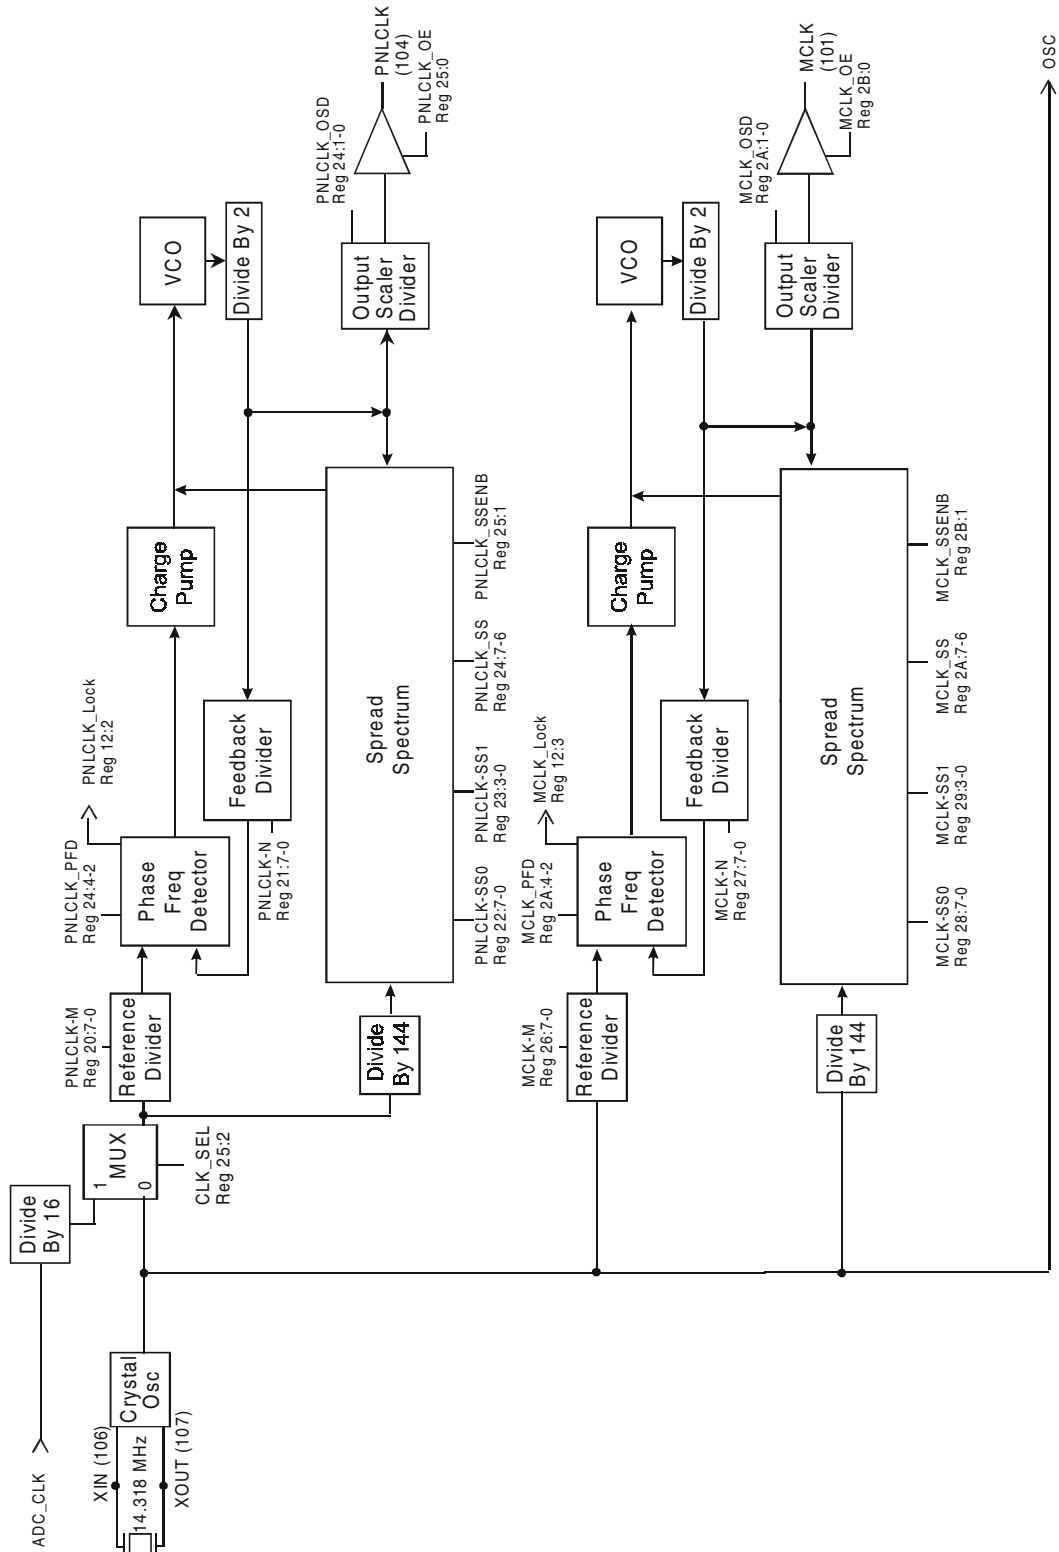 ADC_CLK
Divide
By 16
XIN (106)
14.318 MHz
XOUT (107)
Crystal
Osc
1
MUX
0
CLK_SEL
Reg 25:2
PNLCLK-M
Reg 20:7-0
Reference
Divider
PNLCLK_PFD
Reg 24:4-2
Phase
Freq
Detector
PNLCLK_Lock
Reg 12:2
Charge
Pump
VCO
Divide By 2
Feedback
Divider
PNLCLK-N
Reg 21:7-0
Divide
By 144
Spread
Spectrum
PNLCLK-SS0
Reg 22:7-0
PNLCLK-SS1
Reg 23:3-0
PNLCLK_SS
Reg 24:7-6
PNLCLK_SSENB
Reg 25:1
Output
Scaler
Divider
PNLCLK_OSD
Reg 24:1-0
PNLCLK
(104)
PNLCLK_OE
Reg 25:0
MCLK-M
Reg 26:7-0
Reference
Divider
MCLK_PFD
Reg 2A:4-2
Phase
Freq
Detector
MCLK_Lock
Reg 12:3
Charge
Pump
VCO
Divide By 2
Feedback
Divider
MCLK-N
Reg 27:7-0
Divide
By 144
Spread
Spectrum
MCLK-SS0
Reg 28:7-0
MCLK-SS1
Reg 29:3-0
MCLK_SS
Reg 2A:7-6
MCLK_SSENB
Reg 2B:1
Output
Scaler
Divider
MCLK_OSD
Reg 2A:1-0
MCLK
(101)
MCLK_OE
Reg 2B:0
OSC